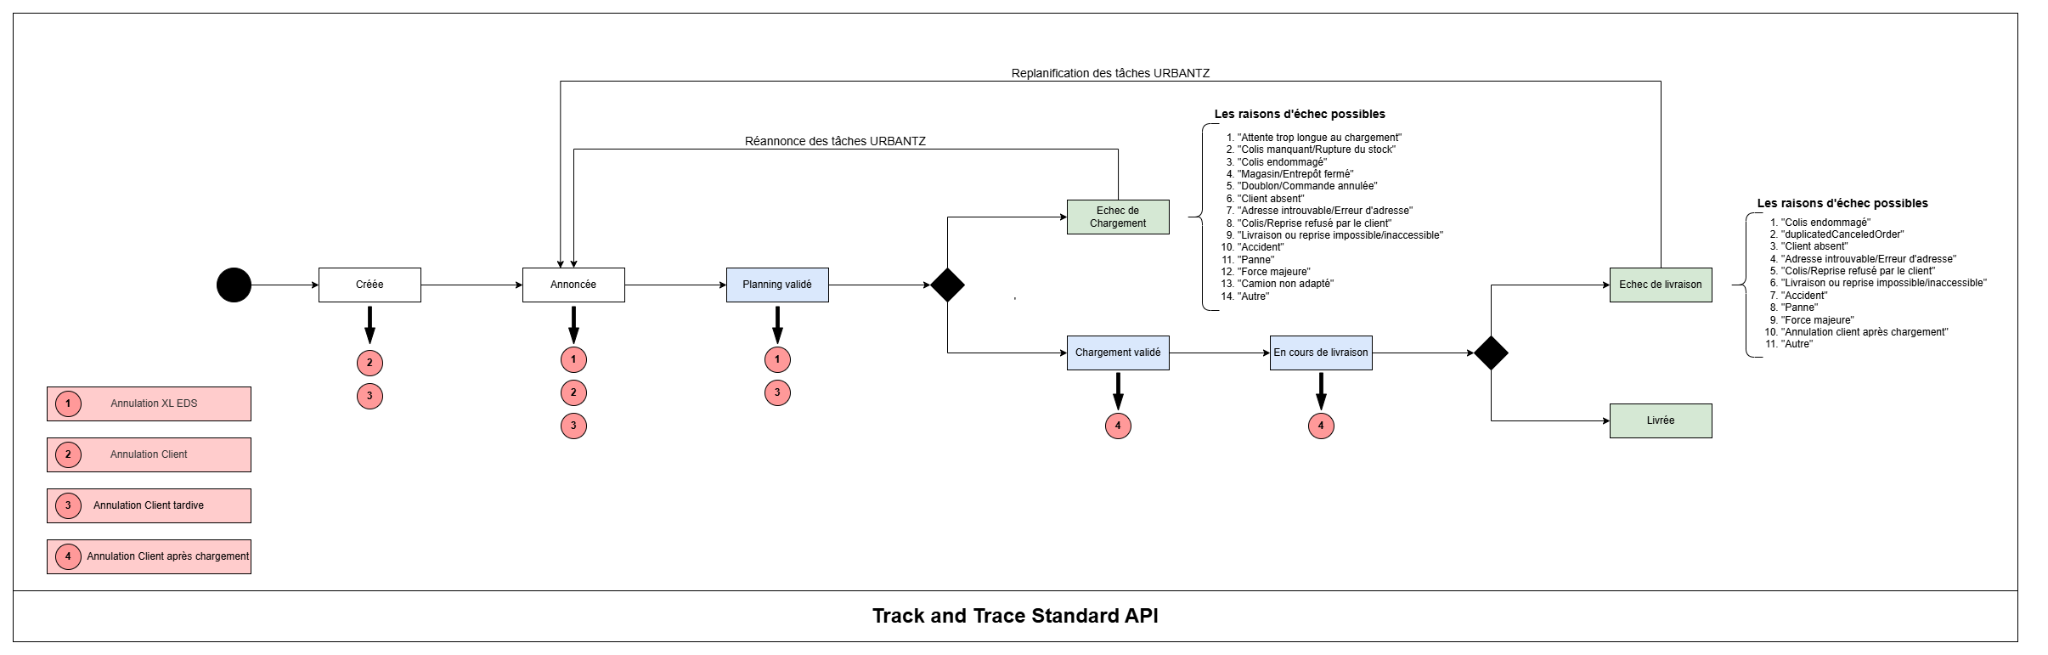 Replanification des tâches URBANTZ
Réannonce des tâches URBANTZ
Les raisons d'échec possibles
1. "Attente trop longue au chargement"
2. "Colis manquant/Rupture du stock"
3. "Colis endommagé"
4. "Magasin/Entrepôt fermé"
5. "Doublon/Commande annulée"
6. "Client absent"
7. "Adresse introuvable/Erreur d'adresse"
8. "Colis/Reprise refusé par le client"
9. "Livraison ou reprise impossible/inaccessible"
10. "Accident"
11. "Panne"
12. "Force majeure"
13. "Camion non adapté"
14. "Autre"
Echec de
Chargement
Les raisons d'échec possibles
1. "Colis endommagé"
2. "duplicatedCanceledOrder"
3. "Client absent"
4. "Adresse introuvable/Erreur d'adresse"
5. "Colis/Reprise refusé par le client"
6. "Livraison ou reprise impossible/inaccessible"
7. "Accident"
8. "Panne"
9. "Force majeure"
10. "Annulation client après chargement"
11. "Autre"
Créée
Annoncée
Planning validé
Echec de livraison
Chargement validé
En cours de livraison
Livrée
2
3
1
2
3
1
3
4
4
1 Annulation XL EDS
2 Annulation Client
3 Annulation Client tardive
4 Annulation Client après chargement
Track and Trace Standard API